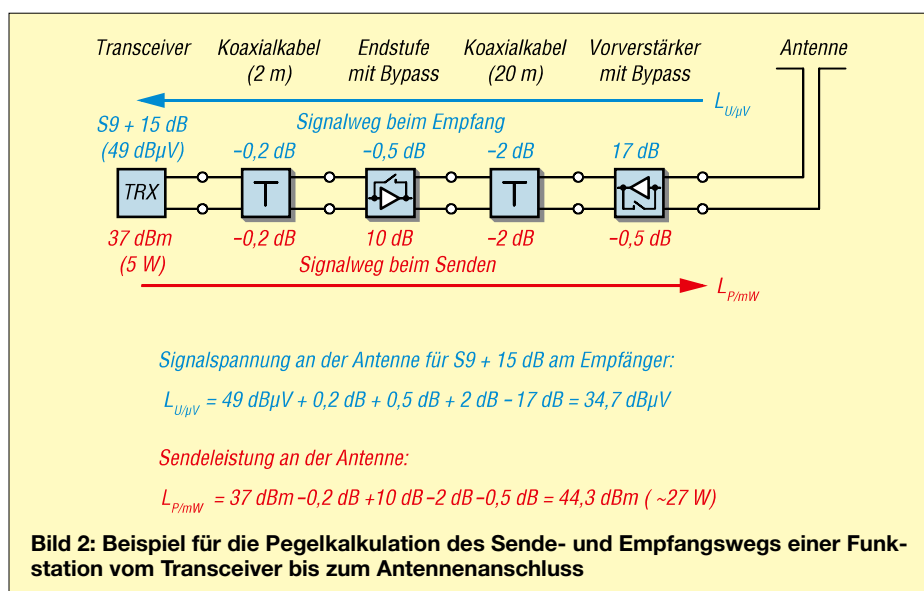 Transceiver Koaxialkabel Endstufe Koaxialkabel Vorverstärker Antenne
(2 m) mit Bypass (20 m) mit Bypass
L U/µV
S9 + 15 dB Signalweg beim Empfang
(49 dBµV) –0,2 dB –0,5 dB –2 dB 17 dB
TRX T T
37 dBm –0,2 dB 10 dB –2 dB –0,5 dB
(5 W) Signalweg beim Senden
L P/mW
Signalspannung an der Antenne für S9 + 15 dB am Empfänger:
L U/µV = 49 dBµV + 0,2 dB + 0,5 dB + 2 dB – 17 dB = 34,7 dBµV
Sendeleistung an der Antenne:
L P/mW = 37 dBm –0,2 dB +10 dB –2 dB –0,5 dB = 44,3 dBm ( ~27 W)
Bild 2: Beispiel für die Pegelkalkulation des Sende- und Empfangswegs einer Funk-
station vom Transceiver bis zum Antennenanschluss